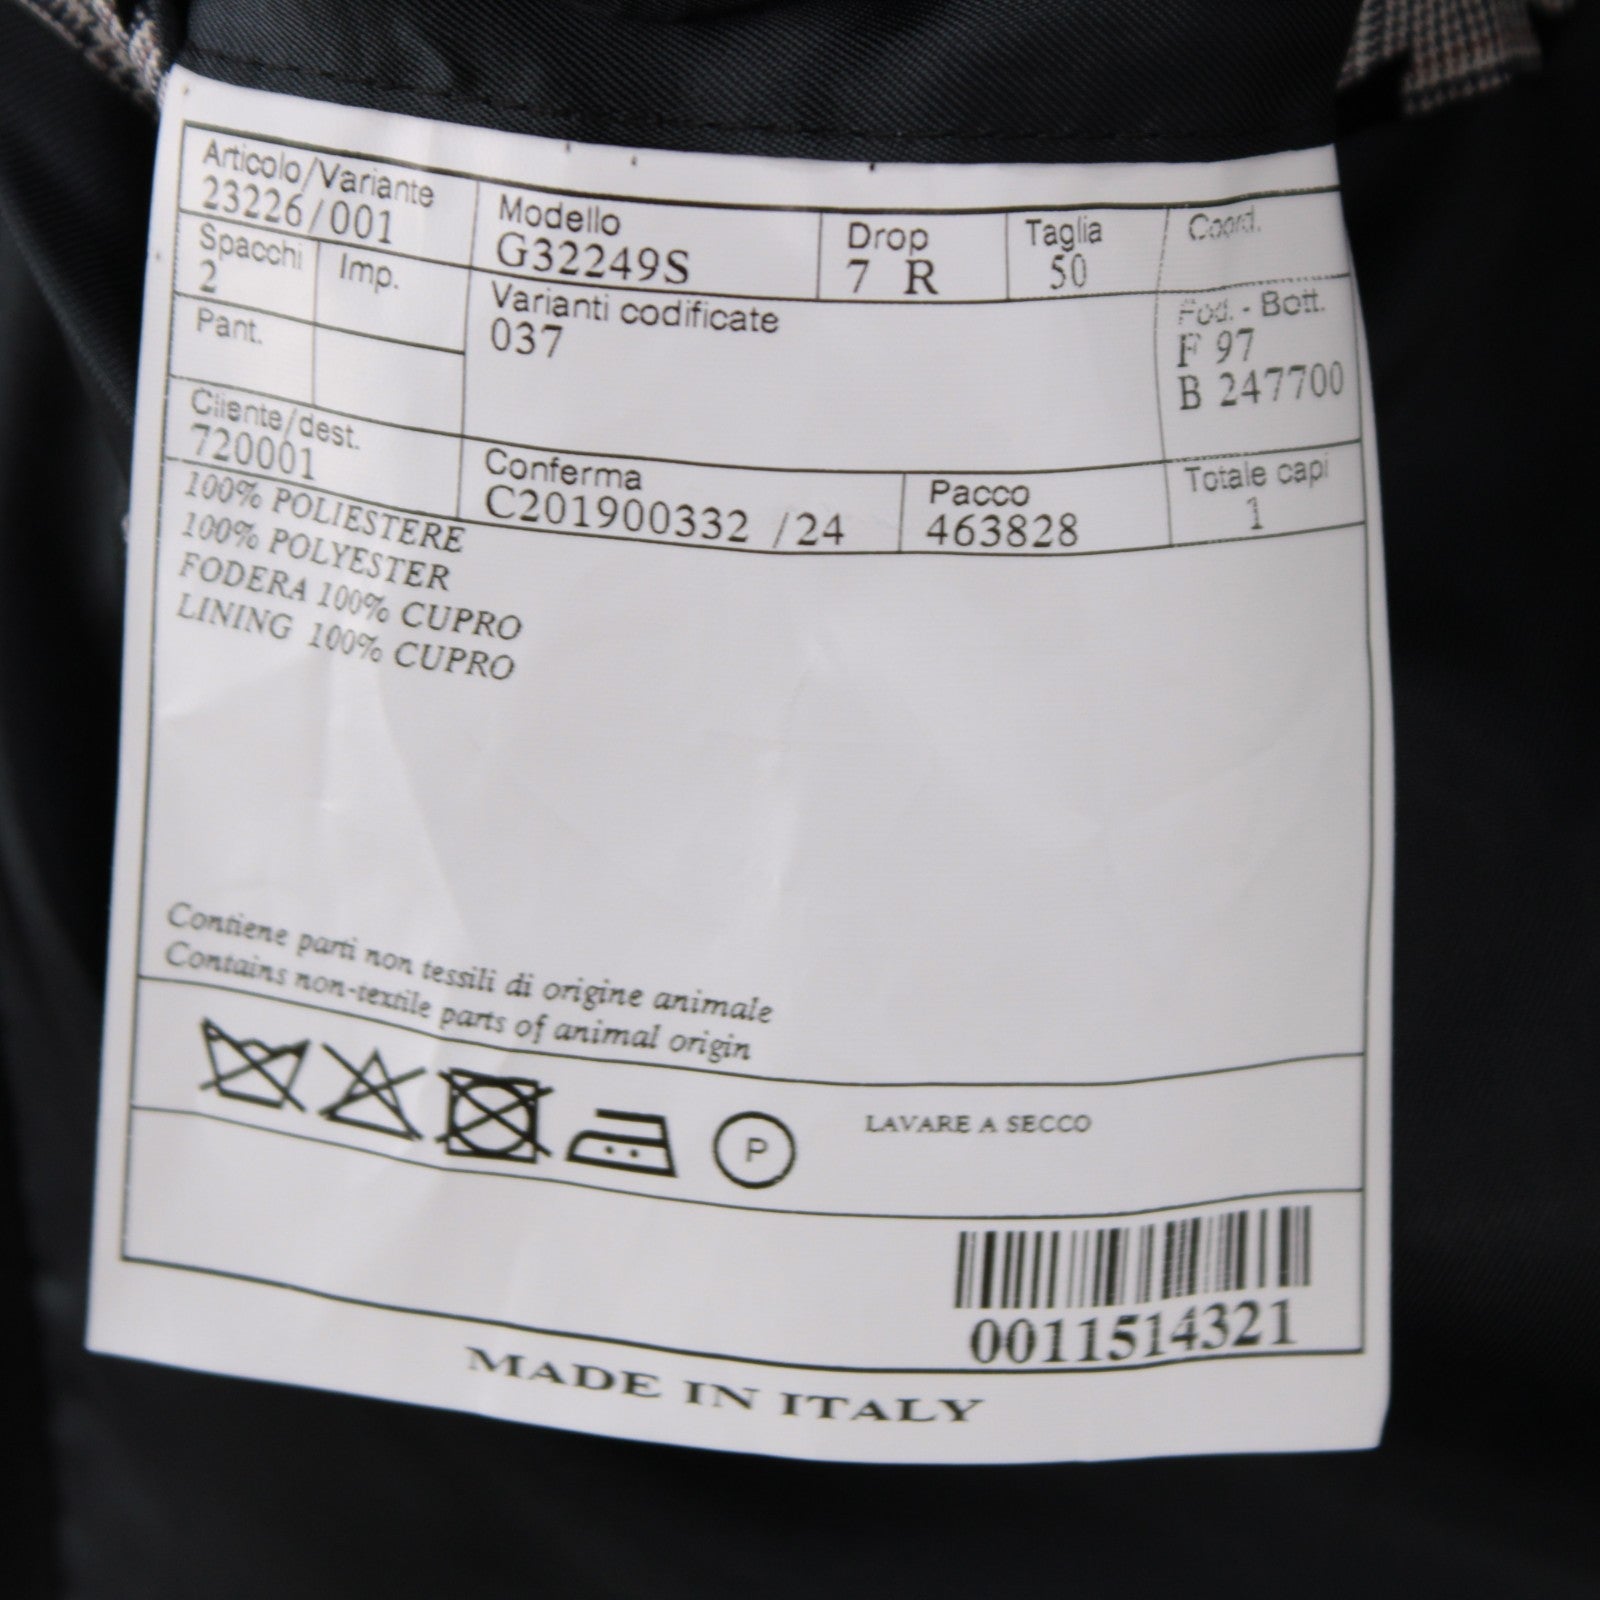 Articolo/Variante
23226/001
Modello
G32249S
Drop
7 R
Taglia
50
Coord.
Spacchi
2
Imp.
Varianti codificate
037
Fod. - Bott.
F 97
B 247700
Pant.
Cliente/dest.
720001
Conferma
C201900332 /24
Pacco
463828
Totale capi
1
100% POLIESTERE
100% POLYESTER
FODERA 100% CUPRO
LINING 100% CUPRO
Contiene parti non tessili di origine animale
Contains non-textile parts of animal origin
P
LAVARE A SECCO
0011514321
MADE IN ITALY